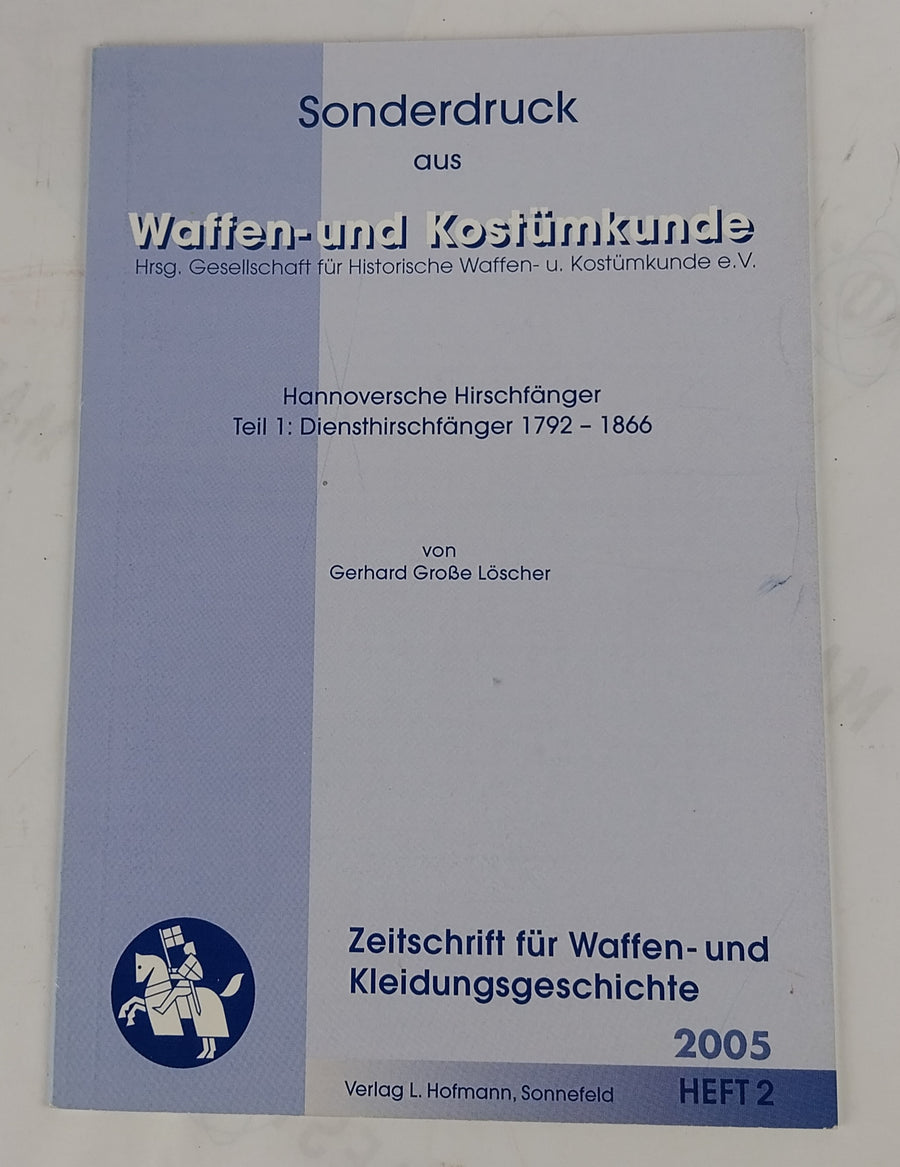 Sonderdruck
aus
Waffen- und Kostümkunde
Hrsg. Gesellschaft für Historische Waffen- u. Kostümkunde e.V.
Hannoversche Hirschfänger
Teil 1: Diensthirschfänger 1792 – 1866
von
Gerhard Große Löscher
Zeitschrift für Waffen- und
Kleidungsgeschichte
2005
Verlag L. Hofmann, Sonnefeld
HEFT 2